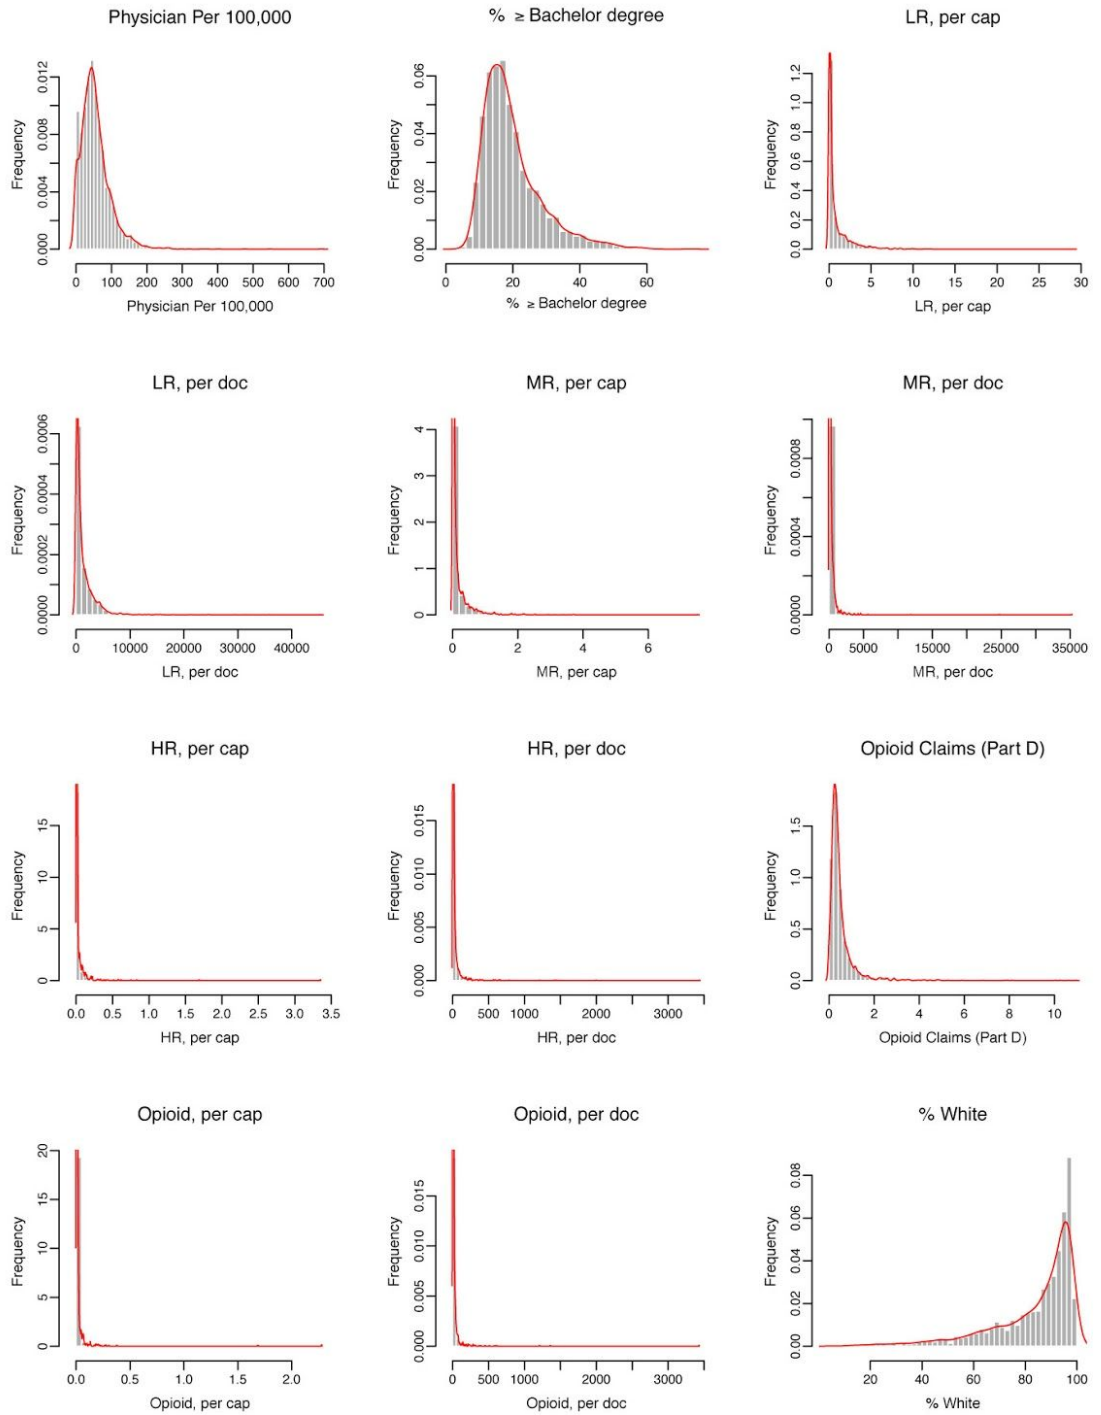 Physician Per 100,000
Frequency
0.000
0.004
0.008
0.012
0 100 200 300 400 500 600 700
Physician Per 100,000
% ≥ Bachelor degree
Frequency
0.00
0.02
0.04
0.06
0 20 40 60
% ≥ Bachelor degree
LR, per cap
Frequency
0.0
0.2
0.4
0.6
0.8
1.0
1.2
0 5 10 15 20 25 30
LR, per cap
LR, per doc
Frequency
0.0000
0.0002
0.0004
0.0006
0 10000 20000 30000 40000
LR, per doc
MR, per cap
Frequency
0
1
2
3
4
0 2 4 6
MR, per cap
MR, per doc
Frequency
0.0000
0.0004
0.0008
0 5000 15000 25000 35000
MR, per doc
HR, per cap
Frequency
0
5
10
15
0.0 0.5 1.0 1.5 2.0 2.5 3.0 3.5
HR, per cap
HR, per doc
Frequency
0.000
0.005
0.010
0.015
0 500 1000 2000 3000
HR, per doc
Opioid Claims (Part D)
Frequency
0.0
0.5
1.0
1.5
0 2 4 6 8 10
Opioid Claims (Part D)
Opioid, per cap
Frequency
0
5
10
15
20
0.0 0.5 1.0 1.5 2.0
Opioid, per cap
Opioid, per doc
Frequency
0.000
0.005
0.010
0.015
0 500 1000 2000 3000
Opioid, per doc
% White
Frequency
0.00
0.02
0.04
0.06
0.08
20 40 60 80 100
% White